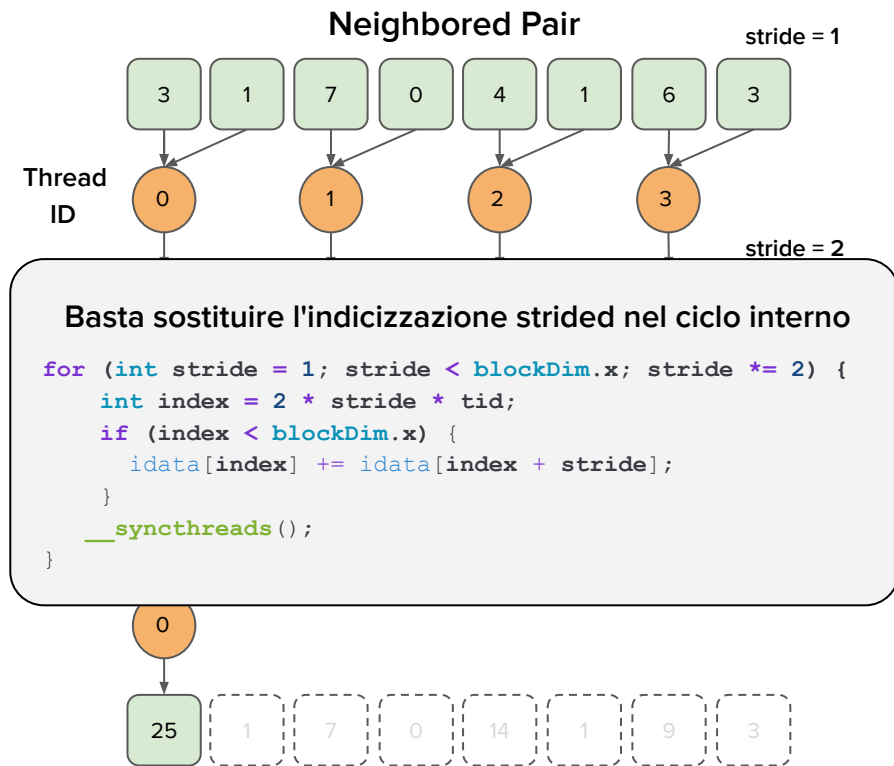 Neighbored Pair
stride = 1
3 1 7 0 4 1 6 3
Thread
ID
0 1 2 3
stride = 2
Basta sostituire l'indicizzazione strided nel ciclo interno
for (int stride = 1; stride < blockDim.x; stride *= 2) {
    int index = 2 * stride * tid;
    if (index < blockDim.x) {
      idata[index] += idata[index + stride];
    }
   __syncthreads();
}
0
25 1 7 0 14 1 9 3